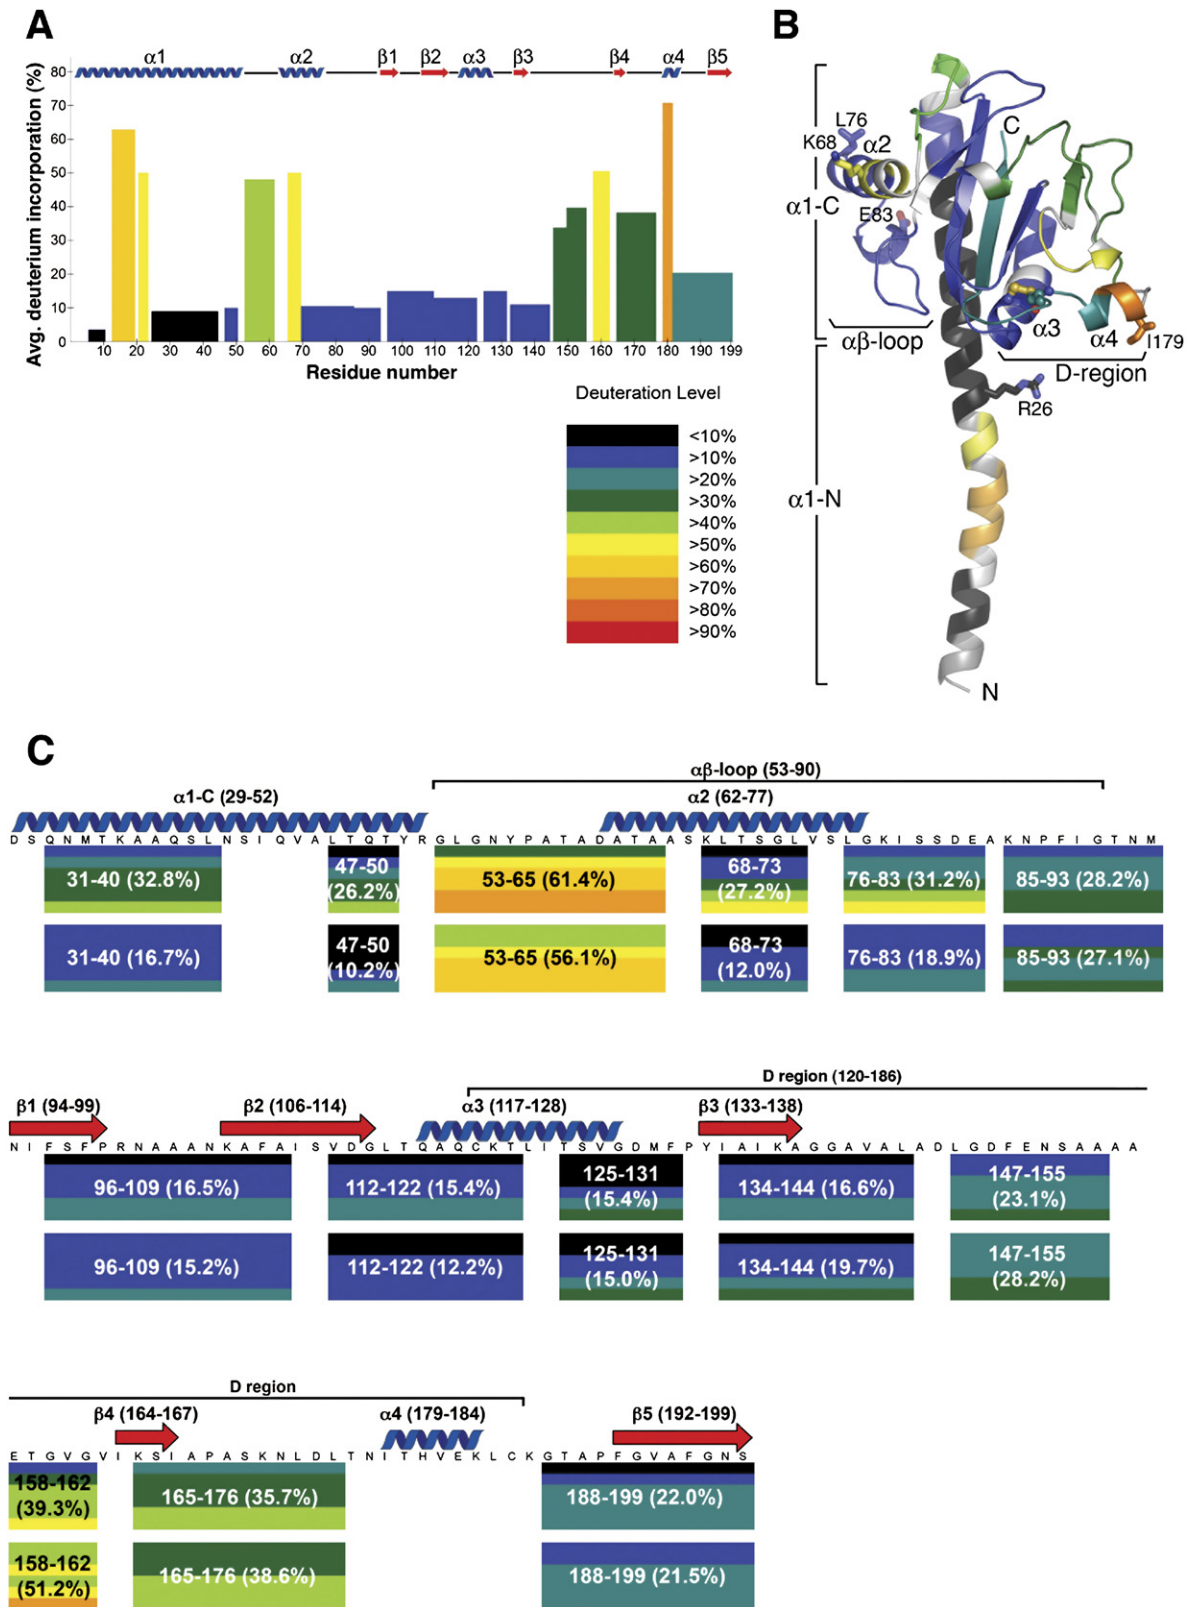 A
α1 α2 β1 β2 α3 β3 β4 α4 β5
Avg. deuterium incorporation (%)
80
70
60
50
40
30
20
10
0
10 20 30 40 50 60 70 80 90 100 110 120 130 140 150 160 170 180 190 199
Residue number
Deuteration Level
<10%
>10%
>20%
>30%
>40%
>50%
>60%
>70%
>80%
>90%
B
L76
K68 α2
C
α1-C
E83
αβ-loop
α3 α4 I179
D-region
R26
α1-N
N
C
αβ-loop (53-90)
α1-C (29-52) α2 (62-77)
D S Q N M T K A A Q S L N S I Q V A L T Q T Y R G L G N Y P A T A D A T A A S K L T S G L V S L G K I S S D E A K N P F I G T N M
31-40 (32.8%) 47-50 (26.2%) 53-65 (61.4%) 68-73 (27.2%) 76-83 (31.2%) 85-93 (28.2%)
31-40 (16.7%) 47-50 (10.2%) 53-65 (56.1%) 68-73 (12.0%) 76-83 (18.9%) 85-93 (27.1%)
D region (120-186)
β1 (94-99) β2 (106-114) α3 (117-128) β3 (133-138)
N I F S F P R N A A A N K A F A I S V D G L T Q A Q C K T L I T S V G D M F P Y I A I K A G G A V A L A D L G D F E N S A A A A
96-109 (16.5%) 112-122 (15.4%) 125-131 (15.4%) 134-144 (16.6%) 147-155 (23.1%)
96-109 (15.2%) 112-122 (12.2%) 125-131 (15.0%) 134-144 (19.7%) 147-155 (28.2%)
D region
β4 (164-167) α4 (179-184) β5 (192-199)
E T G V G V I K S I A P A S K N L D L T N I T H V E K L C K G T A P F G V A F G N S
158-162 (39.3%) 165-176 (35.7%) 188-199 (22.0%)
158-162 (51.2%) 165-176 (38.6%) 188-199 (21.5%)